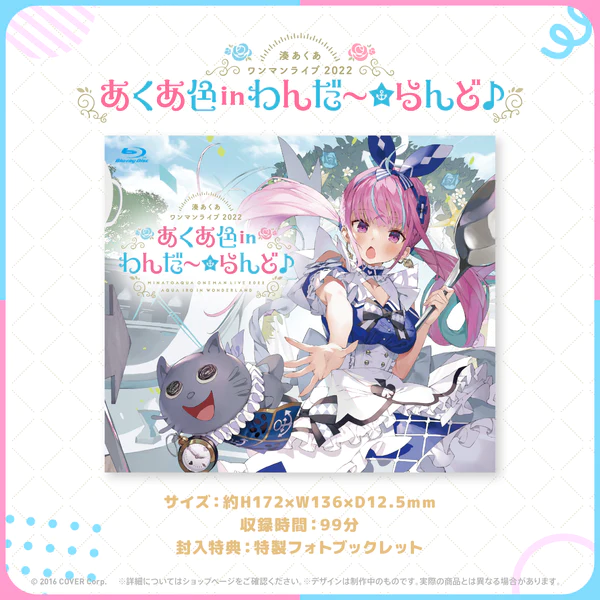 湊あくあ
ワンマンライブ 2022
あくあ色inわんだ～☆らんど♪
Blu-ray Disc
湊あくあ
ワンマンライブ 2022
あくあ色in
わんだ～☆らんど♪
MINATOAQUA ONEMAN LIVE 2022
サイズ：約H172×W136×D12.5mm
収録時間：99分
封入特典：特製フォトブックレット
© 2016 COVER Corp.　※詳細についてはショップページをご確認ください。※デザインは制作中のものです。実際の商品とは異なる場合があります。